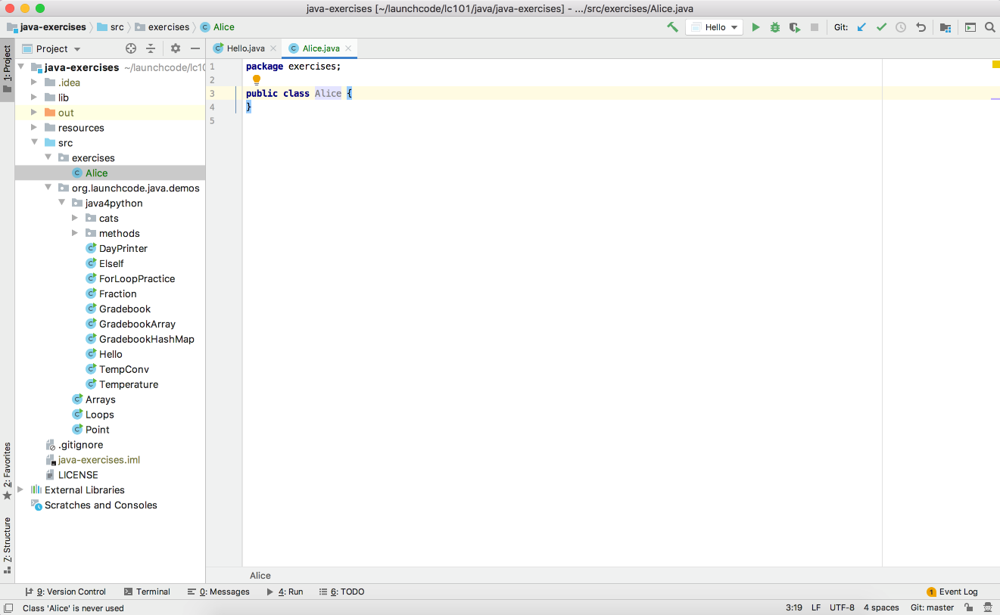 java-exercises [~/launchcode/lc101/java/java-exercises] - .../src/exercises/Alice.java
java-exercises src exercises Alice
Hello
Git:
1: Project
2: Favorites
7: Structure
Project
java-exercises ~/launchcode/lc10
.idea
lib
out
resources
src
exercises
Alice
org.launchcode.java.demos
java4python
cats
methods
DayPrinter
Elself
ForLoopPractice
Fraction
Gradebook
GradebookArray
GradebookHashMap
Hello
TempConv
Temperature
Arrays
Loops
Point
.gitignore
java-exercises.iml
LICENSE
External Libraries
Scratches and Consoles
Hello.java Alice.java
1 package exercises;
2
3 public class Alice {
4 }
5
Alice
9: Version Control Terminal 0: Messages 4: Run 6: TODO 1 Event Log
Class 'Alice' is never used 3:19 LF UTF-8 4 spaces Git: master